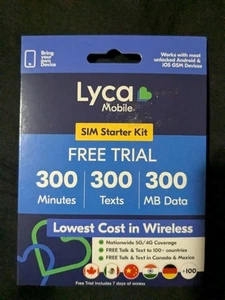 Bring
your own
Device
Works with most
unlocked Android &
iOS GSM Devices
Lyca
Mobile
SIM Starter Kit
FREE TRIAL
300 300 300
Minutes Texts MB Data
Lowest Cost in Wireless
Nationwide 5G/4G Coverage
FREE Talk & Text to 100+ countries
FREE Talk & Text in Canada & Mexico
+100
Free Trial Includes 7 days of access